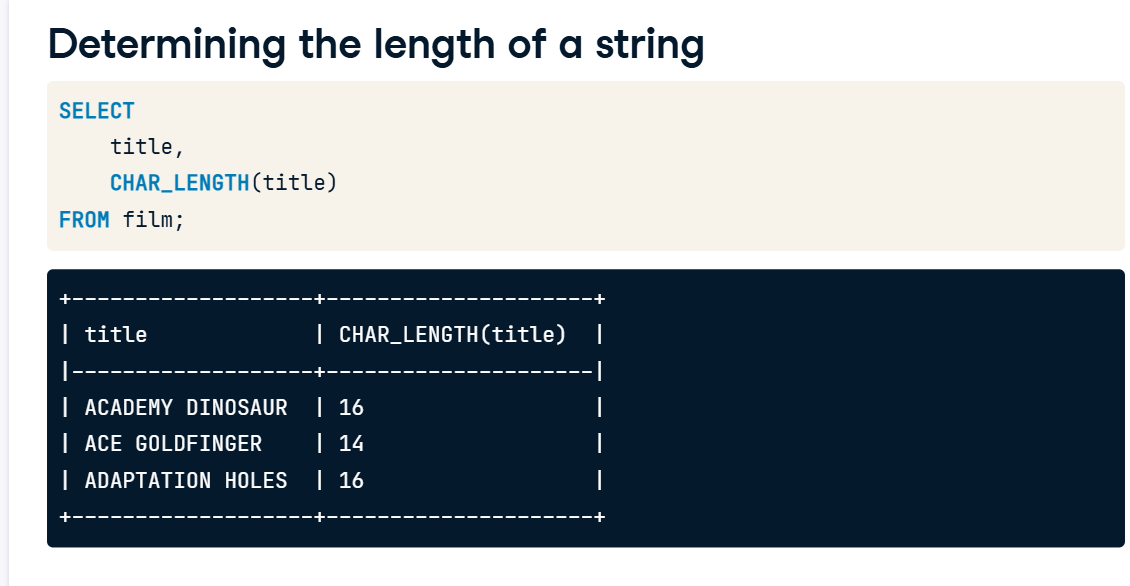 Determining the length of a string
SELECT
    title,
    CHAR_LENGTH(title)
FROM film;
+-------------------+---------------------+
| title             | CHAR_LENGTH(title)  |
|-------------------+---------------------|
| ACADEMY DINOSAUR  | 16                  |
| ACE GOLDFINGER    | 14                  |
| ADAPTATION HOLES  | 16                  |
+-------------------+---------------------+